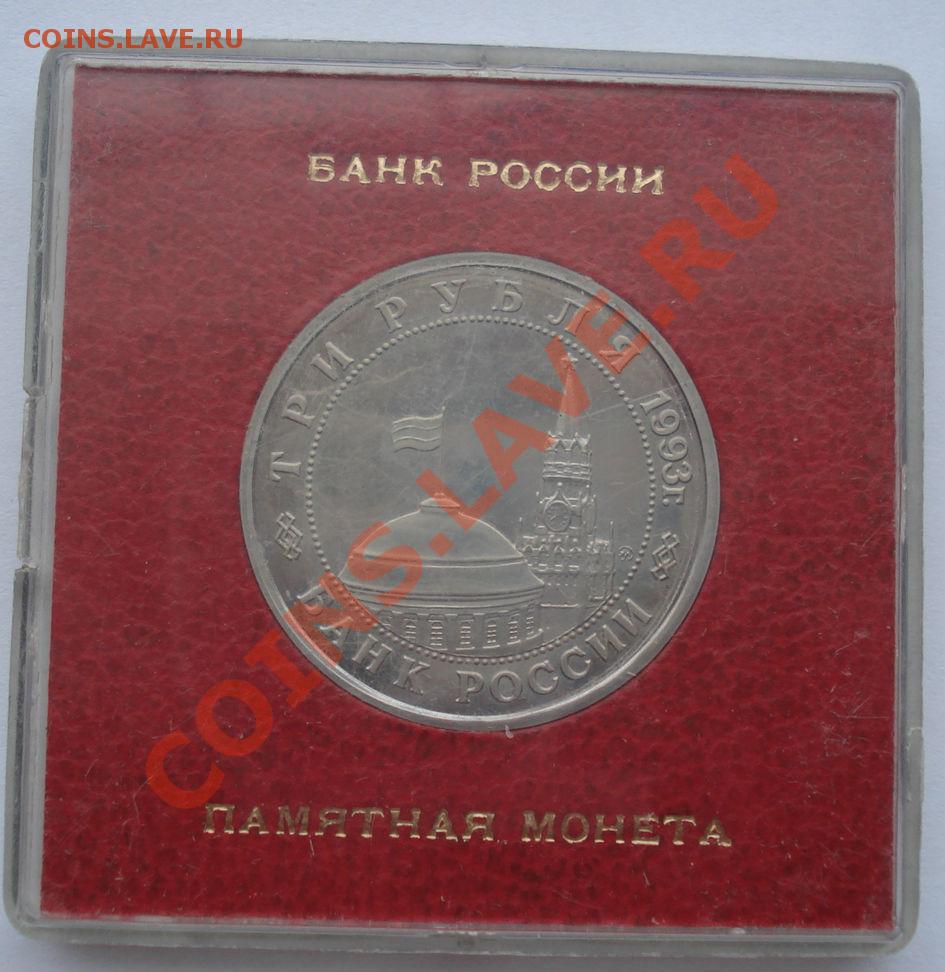 COINS.LAVE.RU
БАНК РОССИИ
ТРИ РУБЛЯ 1993г.
БАНК РОССИИ
COINS.LAVE.RU
ПАМЯТНАЯ МОНЕТА